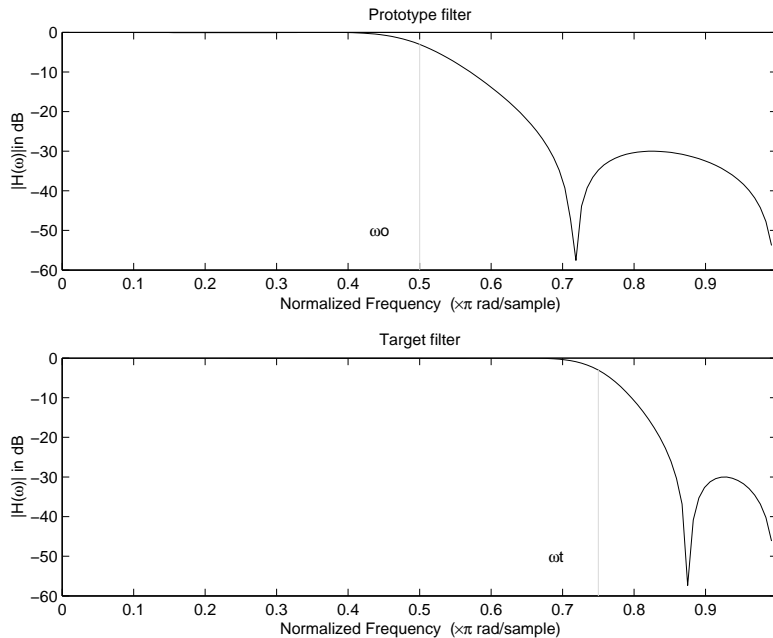 Prototype filter
|H(ω)|in dB
0
−10
−20
−30
−40
−50
−60
ωo
0 0.1 0.2 0.3 0.4 0.5 0.6 0.7 0.8 0.9
Normalized Frequency (×π rad/sample)
Target filter
|H(ω)| in dB
0
−10
−20
−30
−40
−50
−60
ωt
0 0.1 0.2 0.3 0.4 0.5 0.6 0.7 0.8 0.9
Normalized Frequency (×π rad/sample)